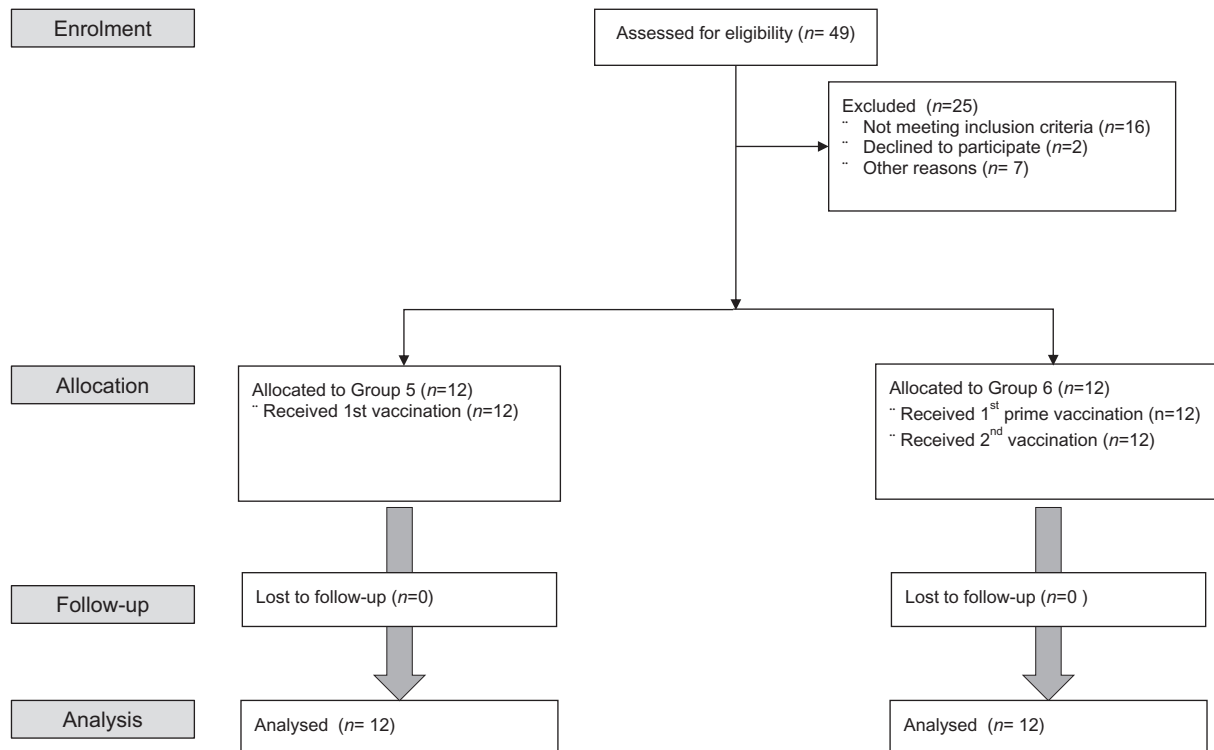 Enrolment
Assessed for eligibility (n= 49)
Excluded (n=25)
¨ Not meeting inclusion criteria (n=16)
¨ Declined to participate (n=2)
¨ Other reasons (n= 7)
Allocation
Allocated to Group 5 (n=12)
¨ Received 1st vaccination (n=12)
Allocated to Group 6 (n=12)
¨ Received 1st prime vaccination (n=12)
¨ Received 2nd vaccination (n=12)
Follow-up
Lost to follow-up (n=0)
Lost to follow-up (n=0 )
Analysis
Analysed (n= 12)
Analysed (n= 12)